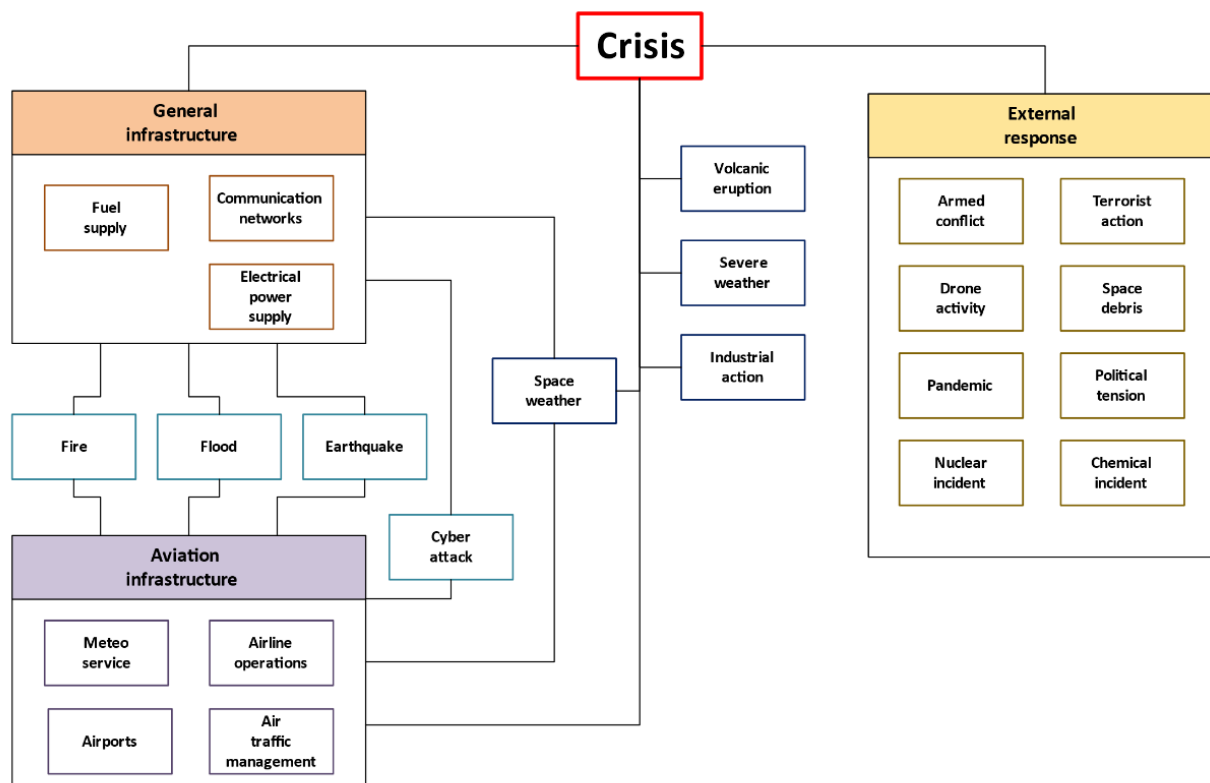 Crisis
General
infrastructure
Fuel
supply
Communication
networks
Electrical
power
supply
Fire
Flood
Earthquake
Aviation
infrastructure
Meteo
service
Airline
operations
Airports
Air
traffic
management
Cyber
attack
Space
weather
Volcanic
eruption
Severe
weather
Industrial
action
External
response
Armed
conflict
Terrorist
action
Drone
activity
Space
debris
Pandemic
Political
tension
Nuclear
incident
Chemical
incident